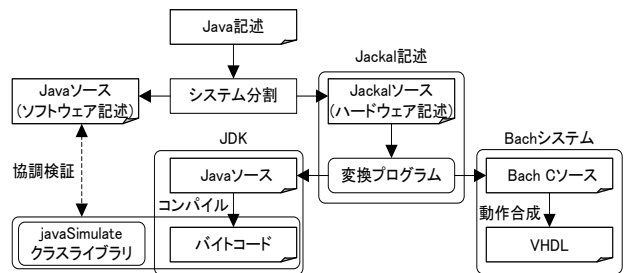 Java記述
Jackal記述
Javaソース
(ソフトウェア記述)
システム分割
Jackalソース
(ハードウェア記述)
JDK
Bachシステム
協調検証
Javaソース
変換プログラム
Bach Cソース
コンパイル
動作合成
javaSimulate
クラスライブラリ
バイトコード
VHDL